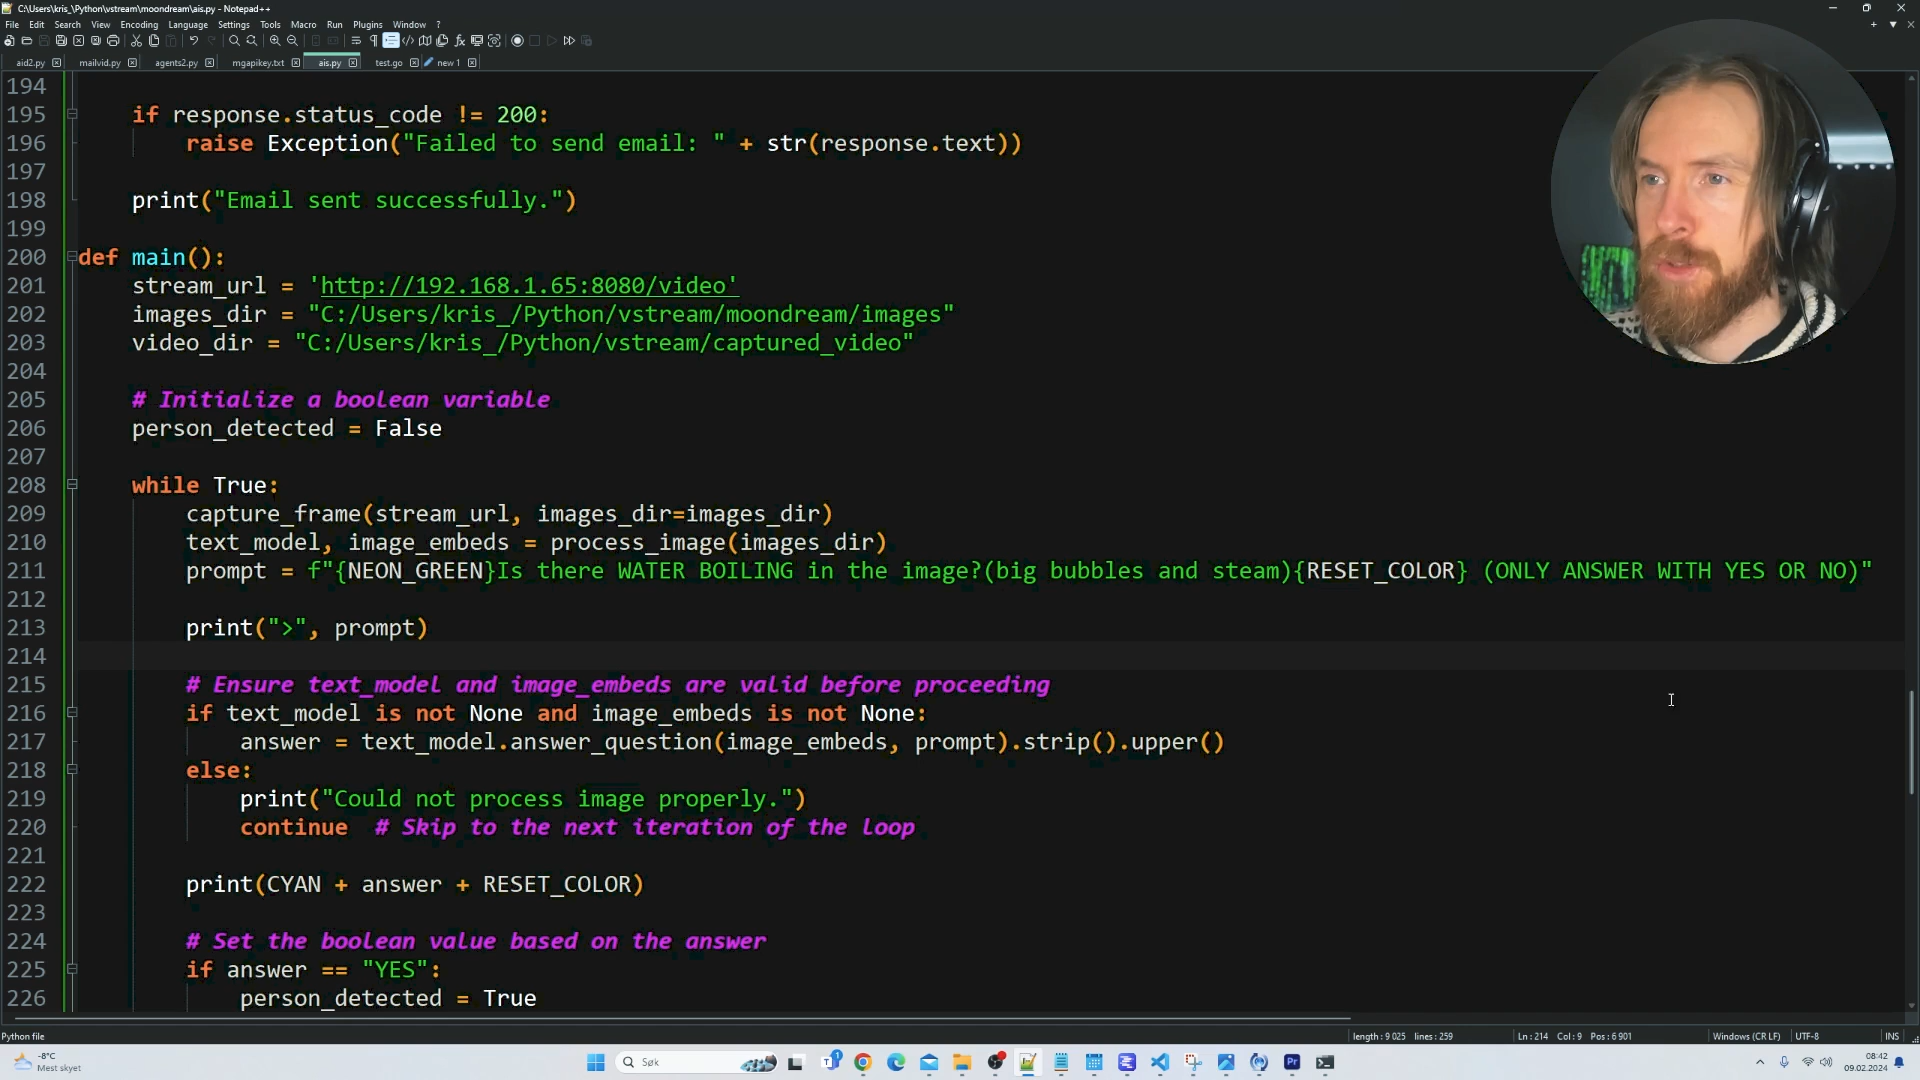 C:\Users\kris_\Python\vstream\moondream\ais.py - Notepad++
File Edit Search View Encoding Language Settings Tools Macro Run Plugins Window ?
aid2.py mailvid.py agents2.py mgapikey.txt ais.py test.go new 1
194
195 if response.status_code != 200:
196 raise Exception("Failed to send email: " + str(response.text))
197
198 print("Email sent successfully.")
199
200 def main():
201 stream_url = 'http://192.168.1.65:8080/video'
202 images_dir = "C:/Users/kris_/Python/vstream/moondream/images"
203 video_dir = "C:/Users/kris_/Python/vstream/captured_video"
204
205 # Initialize a boolean variable
206 person_detected = False
207
208 while True:
209 capture_frame(stream_url, images_dir=images_dir)
210 text_model, image_embeds = process_image(images_dir)
211 prompt = f"{NEON_GREEN}Is there WATER BOILING in the image?(big bubbles and steam){RESET_COLOR} (ONLY ANSWER WITH YES OR NO)"
212
213 print(">", prompt)
214
215 # Ensure text_model and image_embeds are valid before proceeding
216 if text_model is not None and image_embeds is not None:
217 answer = text_model.answer_question(image_embeds, prompt).strip().upper()
218 else:
219 print("Could not process image properly.")
220 continue # Skip to the next iteration of the loop
221
222 print(CYAN + answer + RESET_COLOR)
223
224 # Set the boolean value based on the answer
225 if answer == "YES":
226 person_detected = True
Python file length : 9 025 lines : 259 Ln : 214 Col : 9 Pos : 6 901 Windows (CR LF) UTF-8 INS
-8°C
Mest skyet
Søk
08:42
09.02.2024